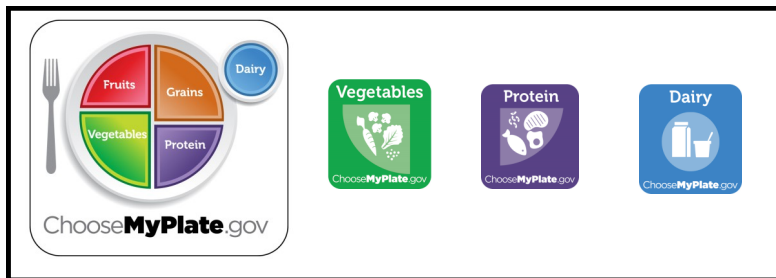 Fruits
Grains
Dairy
Vegetables
Protein
ChooseMyPlate.gov
Vegetables
ChooseMyPlate.gov
Protein
ChooseMyPlate.gov
Dairy
ChooseMyPlate.gov